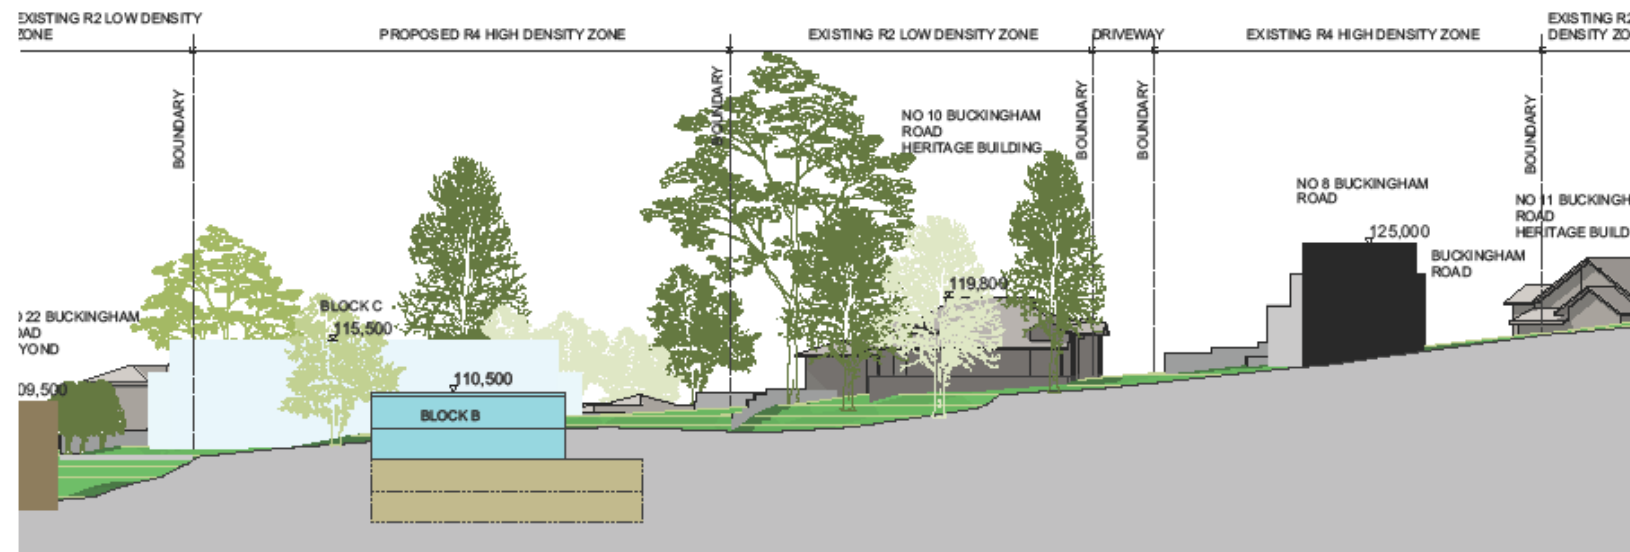 EXISTING R2 LOW DENSITY
ZONE
PROPOSED R4 HIGH DENSITY ZONE
EXISTING R2 LOW DENSITY ZONE
DRIVEWAY
EXISTING R4 HIGH DENSITY ZONE
EXISTING R2
DENSITY ZO
BOUNDARY
BOUNDARY
BOUNDARY
BOUNDARY
BOUNDARY
NO 10 BUCKINGHAM
ROAD
HERITAGE BUILDING
NO 8 BUCKINGHAM
ROAD
125,000
NO 11 BUCKINGH
ROAD
HERITAGE BUILD
BUCKINGHAM
ROAD
119,800
BLOCK C
115,500
22 BUCKINGHAM
OAD
YOND
110,500
09,500
BLOCK B